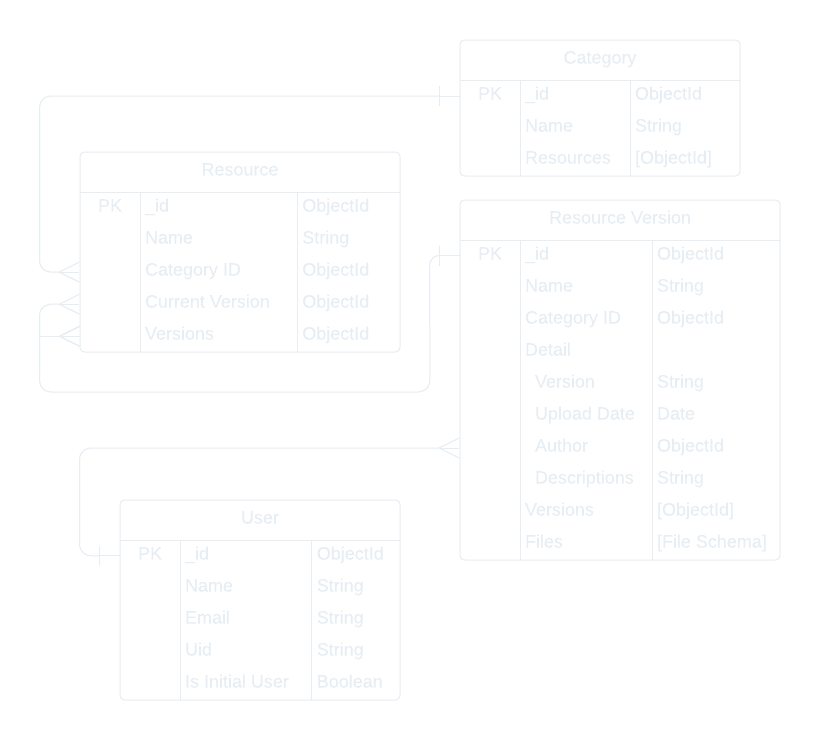 Category
PK _id ObjectId
Name String
Resources [ObjectId]
Resource
PK _id ObjectId
Name String
Category ID ObjectId
Current Version ObjectId
Versions ObjectId
Resource Version
PK _id ObjectId
Name String
Category ID ObjectId
Detail
Version String
Upload Date Date
Author ObjectId
Descriptions String
Versions [ObjectId]
Files [File Schema]
User
PK _id ObjectId
Name String
Email String
Uid String
Is Initial User Boolean